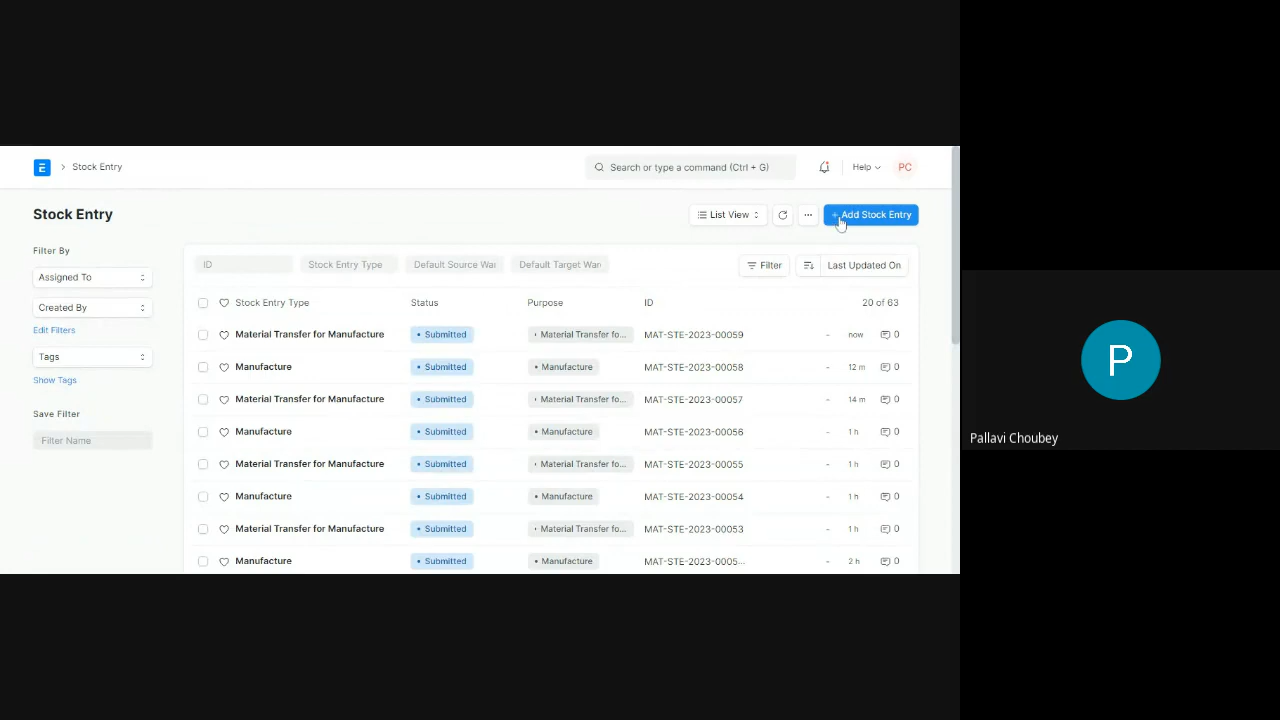 E > Stock Entry Search or type a command (Ctrl + G) Help PC
Stock Entry List View ... + Add Stock Entry
Filter By
Assigned To
Created By
Edit Filters
Tags
Show Tags
Save Filter
Filter Name
ID Stock Entry Type Default Source War Default Target War Filter Last Updated On
Stock Entry Type Status Purpose ID 20 of 63
Material Transfer for Manufacture • Submitted • Material Transfer fo... MAT-STE-2023-00059 - now 0
Manufacture • Submitted • Manufacture MAT-STE-2023-00058 - 12 m 0
Material Transfer for Manufacture • Submitted • Material Transfer fo... MAT-STE-2023-00057 - 14 m 0
Manufacture • Submitted • Manufacture MAT-STE-2023-00056 - 1 h 0
Material Transfer for Manufacture • Submitted • Material Transfer fo... MAT-STE-2023-00055 - 1 h 0
Manufacture • Submitted • Manufacture MAT-STE-2023-00054 - 1 h 0
Material Transfer for Manufacture • Submitted • Material Transfer fo... MAT-STE-2023-00053 - 1 h 0
Manufacture • Submitted • Manufacture MAT-STE-2023-0005... - 2 h 0
P
Pallavi Choubey